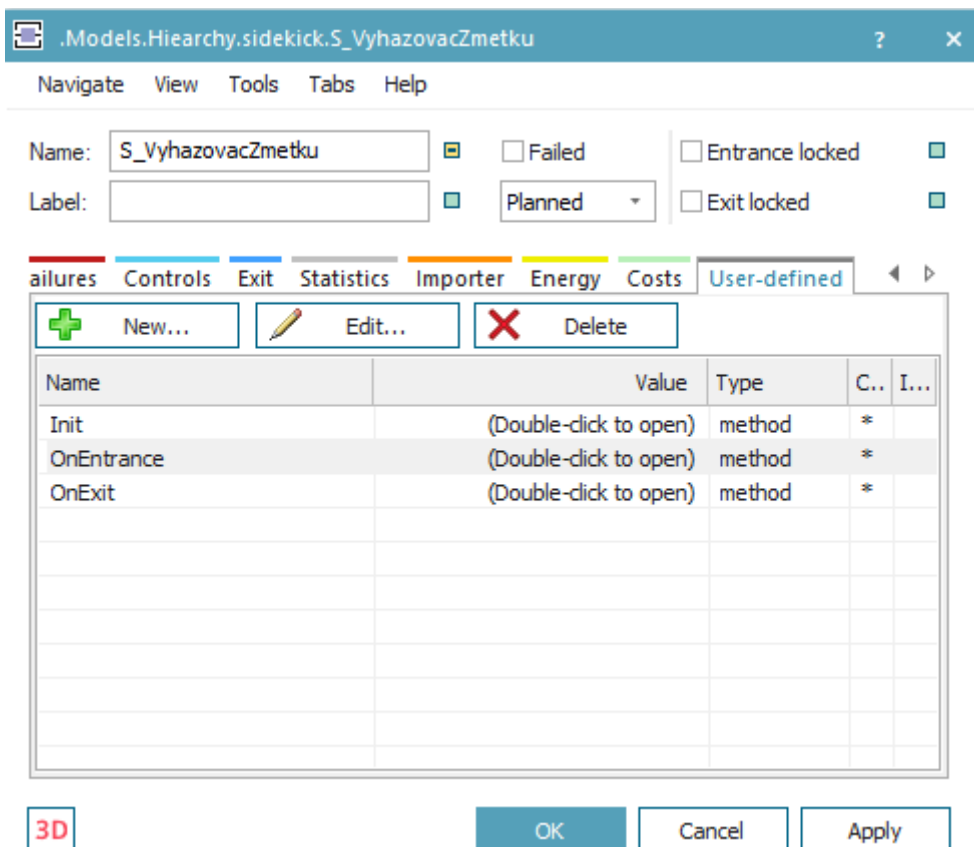 .Models.Hiearchy.sidekick.S_VyhazovacZmetku ? ×
Navigate View Tools Tabs Help
Name: S_VyhazovacZmetku Failed Entrance locked
Label: Planned Exit locked
ailures Controls Exit Statistics Importer Energy Costs User-defined
New... Edit... Delete
Name Value Type C.. I...
Init (Double-click to open) method *
OnEntrance (Double-click to open) method *
OnExit (Double-click to open) method *
3D OK Cancel Apply